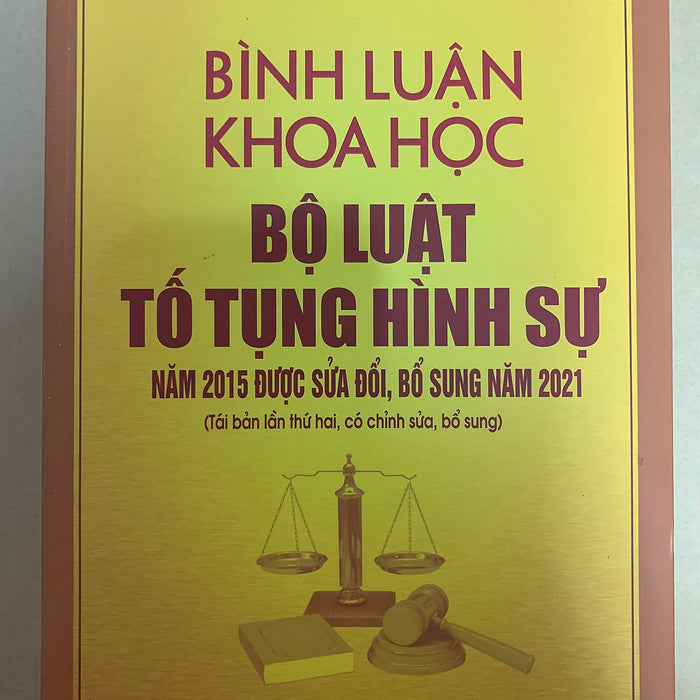 BÌNH LUẬN
KHOA HỌC
BỘ LUẬT
TỐ TỤNG HÌNH SỰ
NĂM 2015 ĐƯỢC SỬA ĐỔI, BỔ SUNG NĂM 2021
(Tái bản lần thứ hai, có chỉnh sửa, bổ sung)